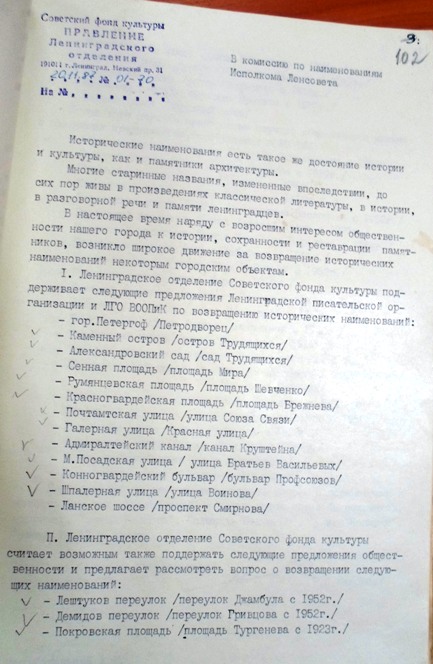 Советский фонд культуры
ПРАВЛЕНИЕ
Ленинградского
отделения
191011 г. Ленинград, Невский пр. 31
20.11.87 № 01-70
На №
3.
102
В комиссию по наименованиям
Исполкома Ленсовета
Исторические наименования есть такое же достояние истории
и культуры, как и памятники архитектуры.
Многие старинные названия, измененные впоследствии, до
сих пор живы в произведениях классической литературы, в истории,
в разговорной речи и памяти ленинградцев.
В настоящее время наряду с возросшим интересом обществен-
ности нашего города к истории, сохранности и реставрации памят-
ников, возникло широкое движение за возвращение исторических
наименований некоторым городским объектам.
I. Ленинградское отделение Советского фонда культуры под-
держивает следующие предложения Ленинградской писательской ор-
ганизации и ЛГО ВООПиК по возвращению исторических наименований:
- гор.Петергоф /Петродворец/
- Каменный остров /остров Трудящихся/
- Александровский сад /сад Трудящихся/
- Сенная площадь /площадь Мира/
- Румянцевская площадь /площадь Шевченко/
- Красногвардейская площадь /площадь Брежнева/
- Почтамтская улица /улица Союза Связи/
- Галерная улица /Красная улица/
- Адмиралтейский канал /канал Круштейна/
- М.Посадская улица / улица Братьев Васильевых/
- Конногвардейский бульвар /бульвар Профсоюзов/
- Шпалерная улица /улица Воинова/
- Ланское шоссе /проспект Смирнова/
П. Ленинградское отделение Советского фонда культуры
считает возможным также поддержать следующие предложения общест-
венности и предлагает рассмотреть вопрос о возвращении следую-
щих наименований:
- Лештуков переулок /переулок Джамбула с 1952г./
- Демидов переулок /переулок Гривцова с 1952г./
- Покровская площадь /площадь Тургенева с 1923г./